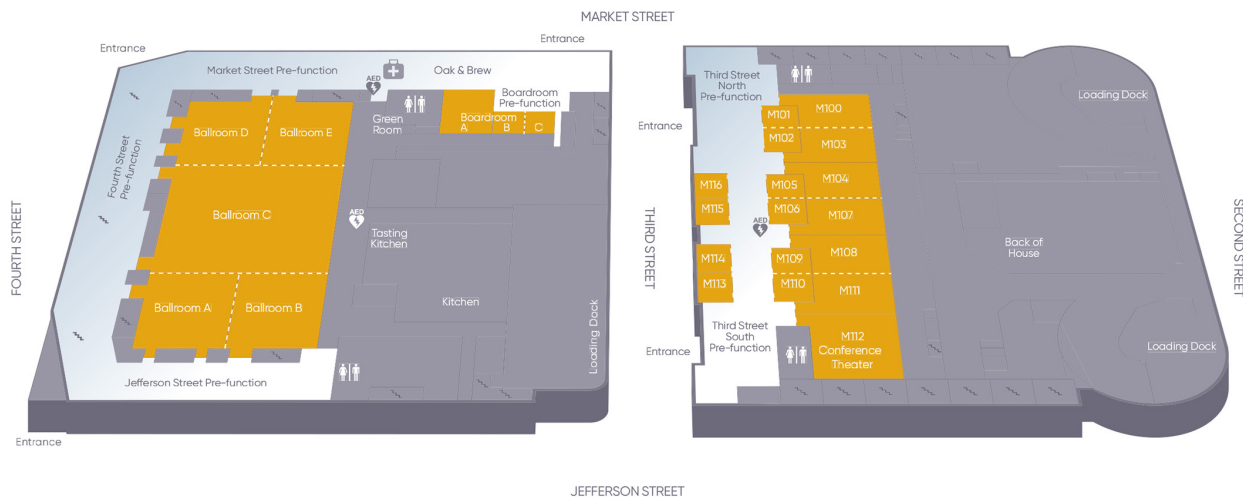 MARKET STREET
Entrance
Entrance
Market Street Pre-function
AED
Oak & Brew
Boardroom
Pre-function
Green
Room
Boardroom
A
B
C
Ballroom D
Ballroom E
Fourth Street
Pre-function
Ballroom C
AED
Tasting
Kitchen
Kitchen
Ballroom A
Ballroom B
Loading Dock
Jefferson Street Pre-function
Entrance
FOURTH STREET
THIRD STREET
Third Street
North
Pre-function
Entrance
M101
M100
M102
M103
M104
M116
M105
M115
M106
M107
AED
M114
M109
M108
M113
M110
M111
Third Street
South
Pre-function
Entrance
M112
Conference
Theater
Back of
House
Loading Dock
Loading Dock
SECOND STREET
JEFFERSON STREET